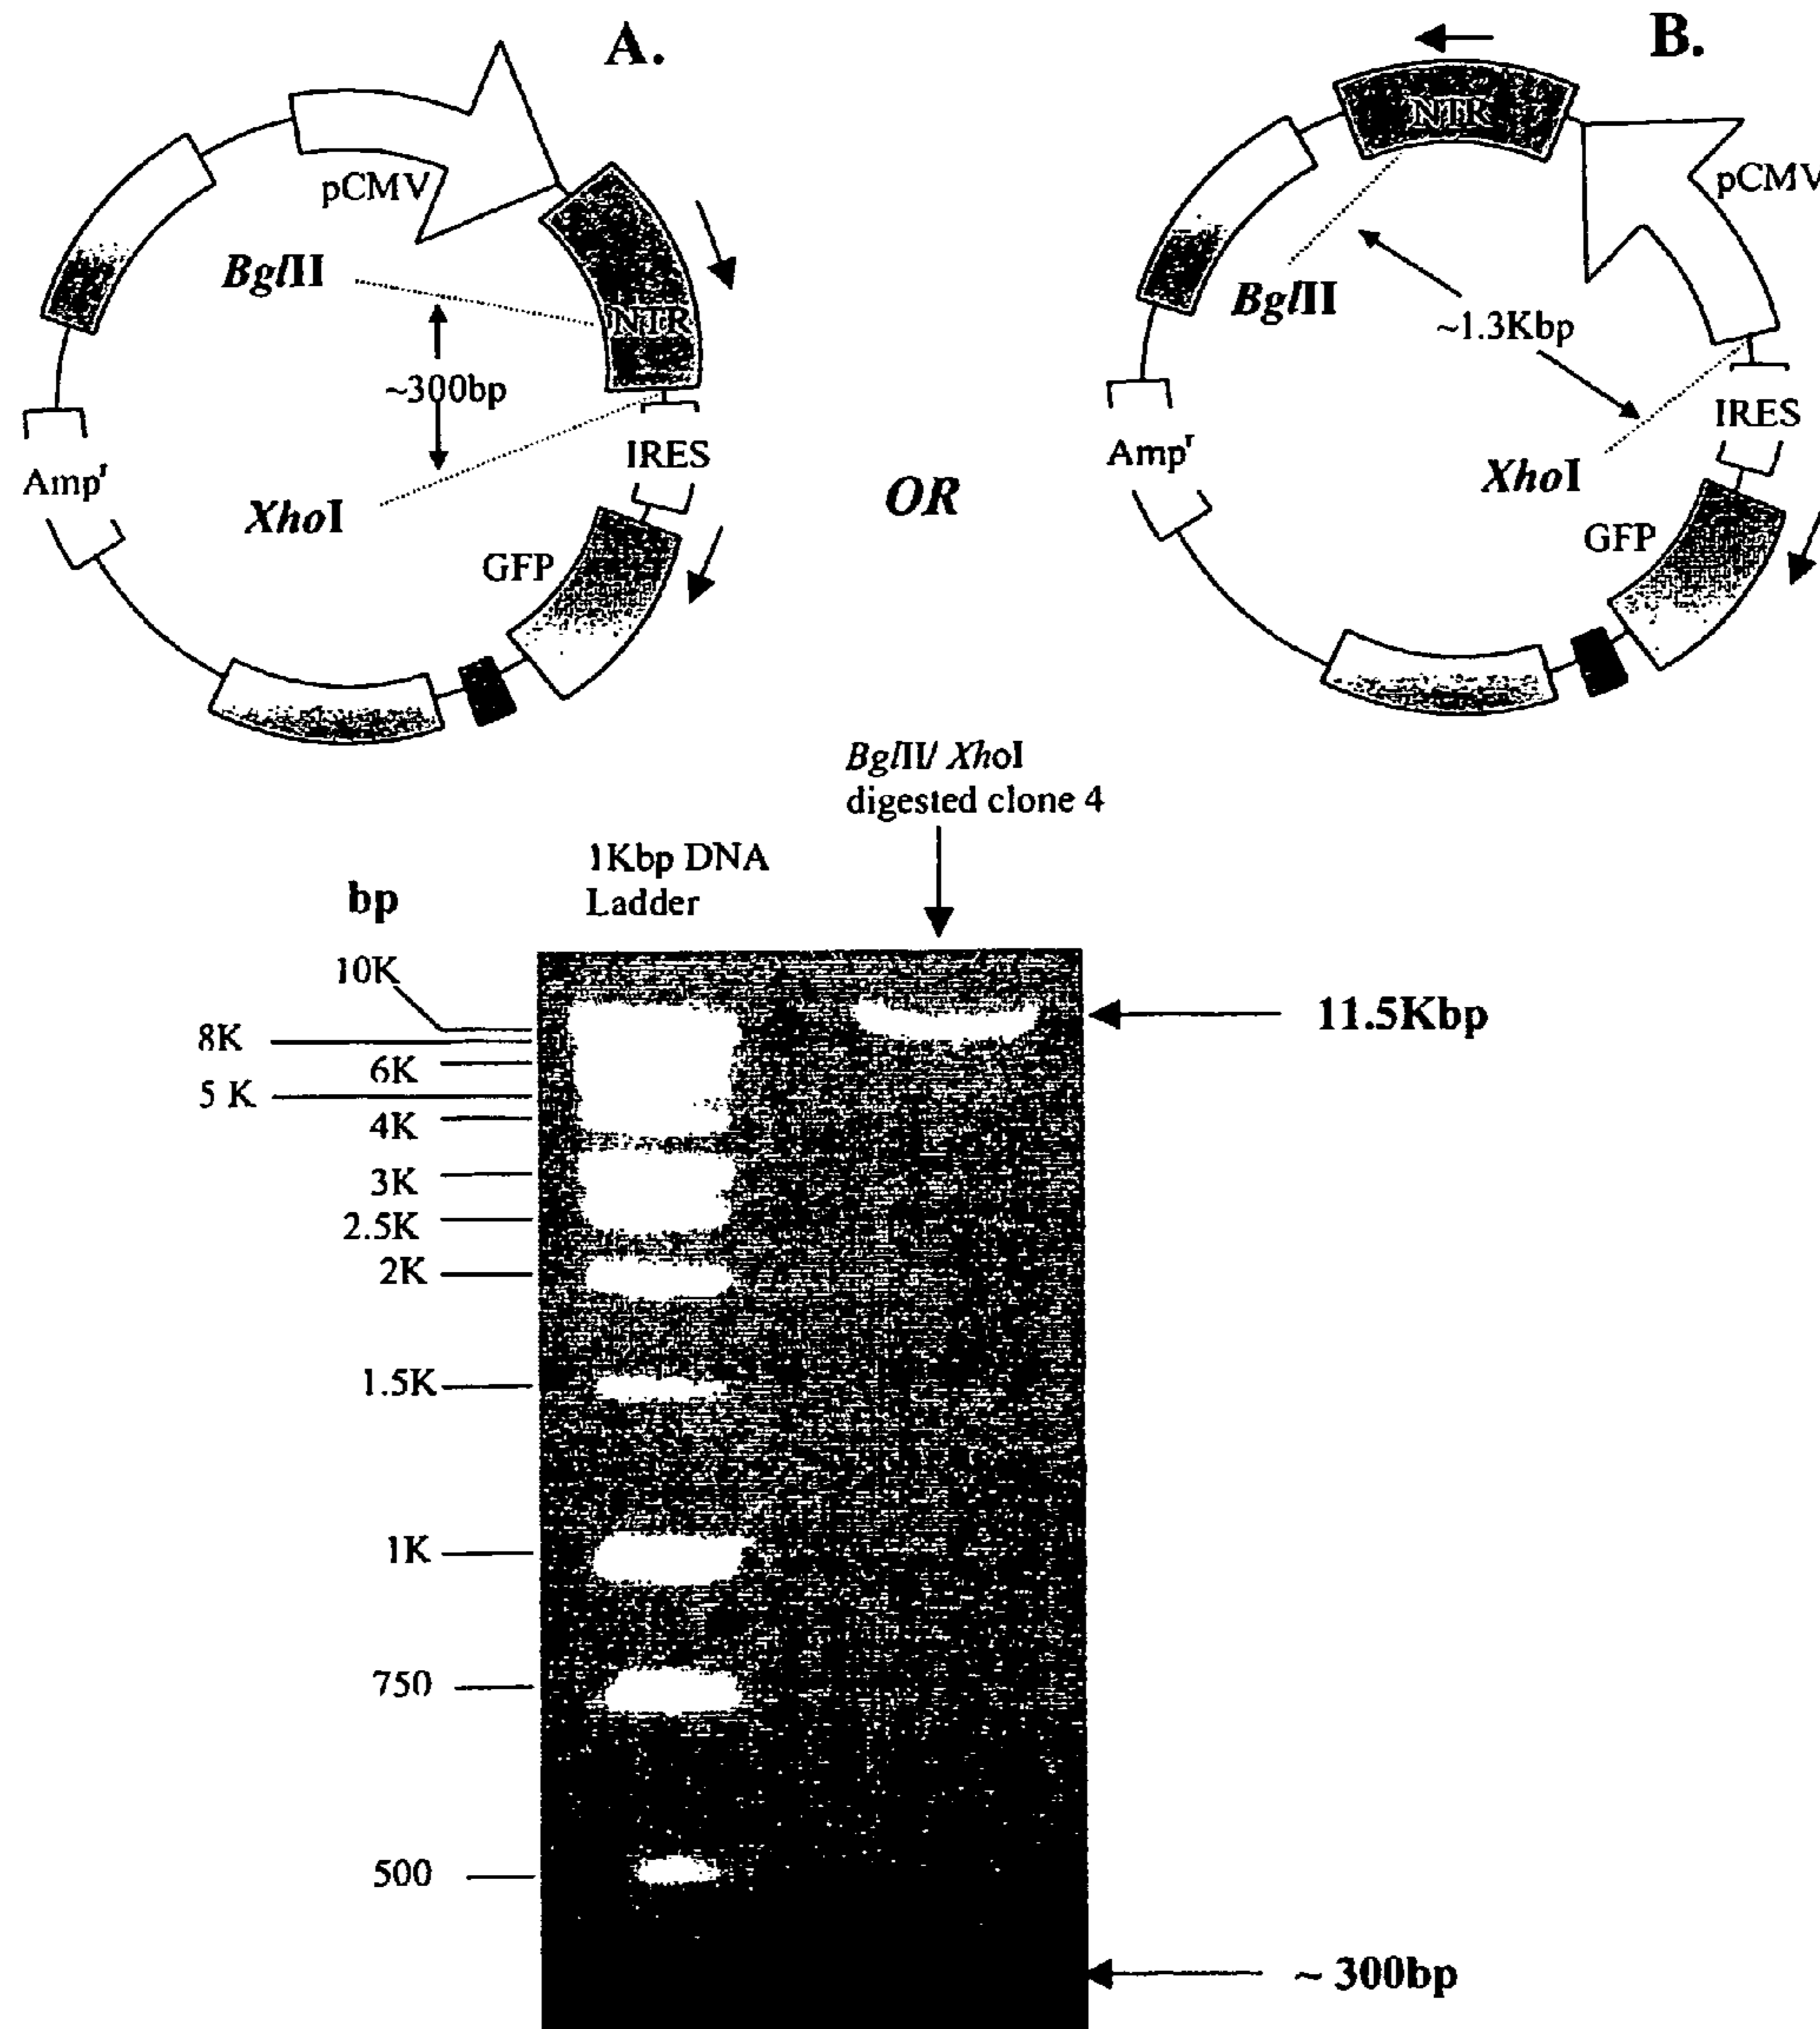 A.
pCMV
BglII
NTR
~300bp
XhoI
IRES
GFP
Ampr
OR
B.
NTR
pCMV
BglII
~1.3Kbp
XhoI
IRES
GFP
Ampr
BglII/ XhoI
digested clone 4
1Kbp DNA
Ladder
bp
10K
8K
6K
5 K
4K
3K
2.5K
2K
1.5K
1K
750
500
11.5Kbp
~ 300bp